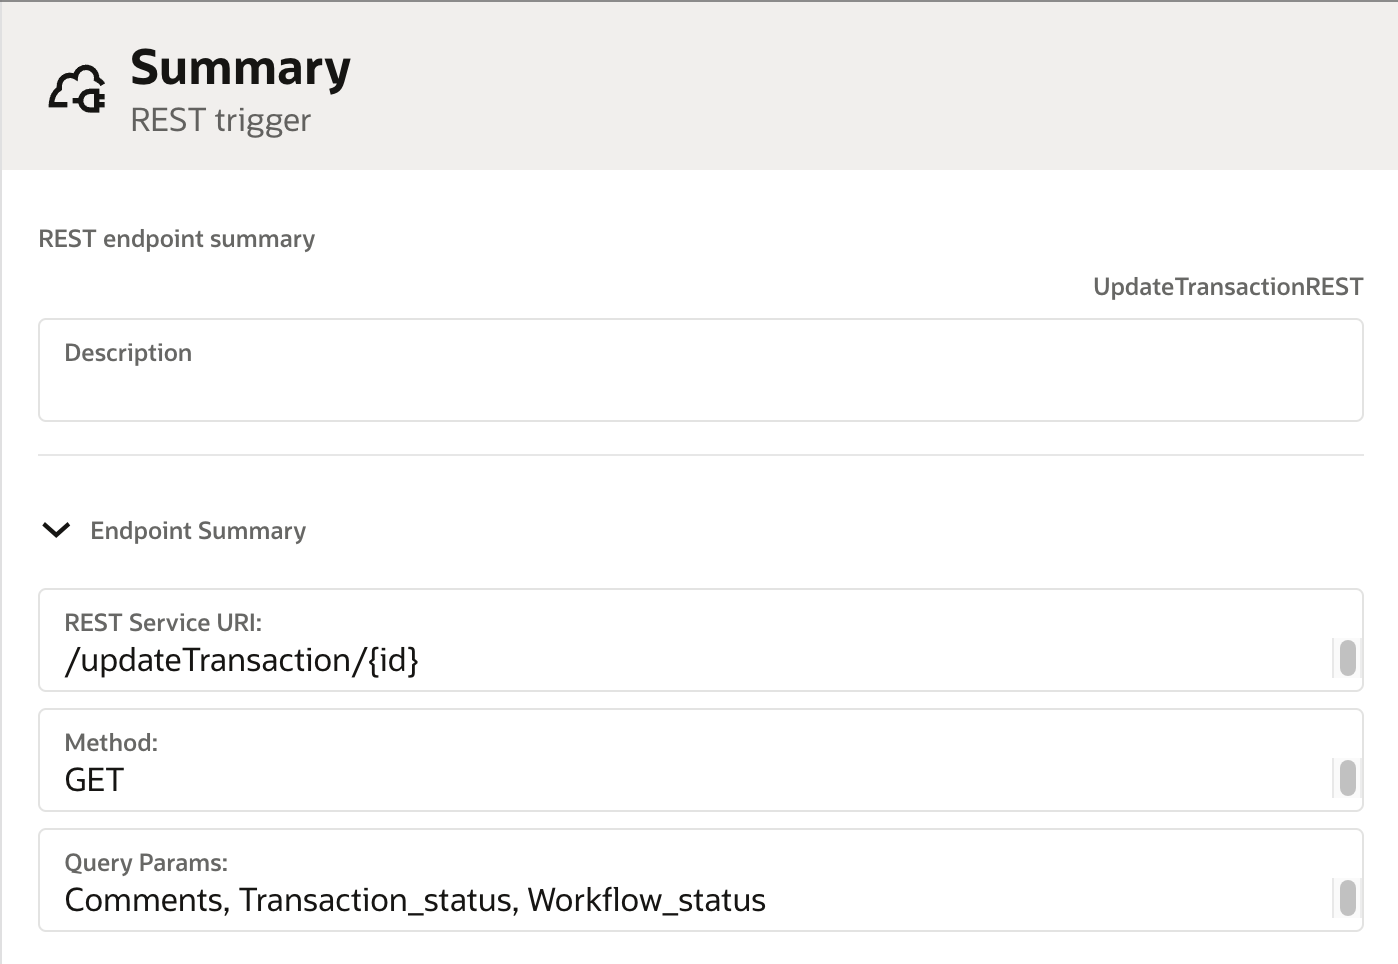 Summary
REST trigger
REST endpoint summary
UpdateTransactionREST
Description
Endpoint Summary
REST Service URI:
/updateTransaction/{id}
Method:
GET
Query Params:
Comments, Transaction_status, Workflow_status